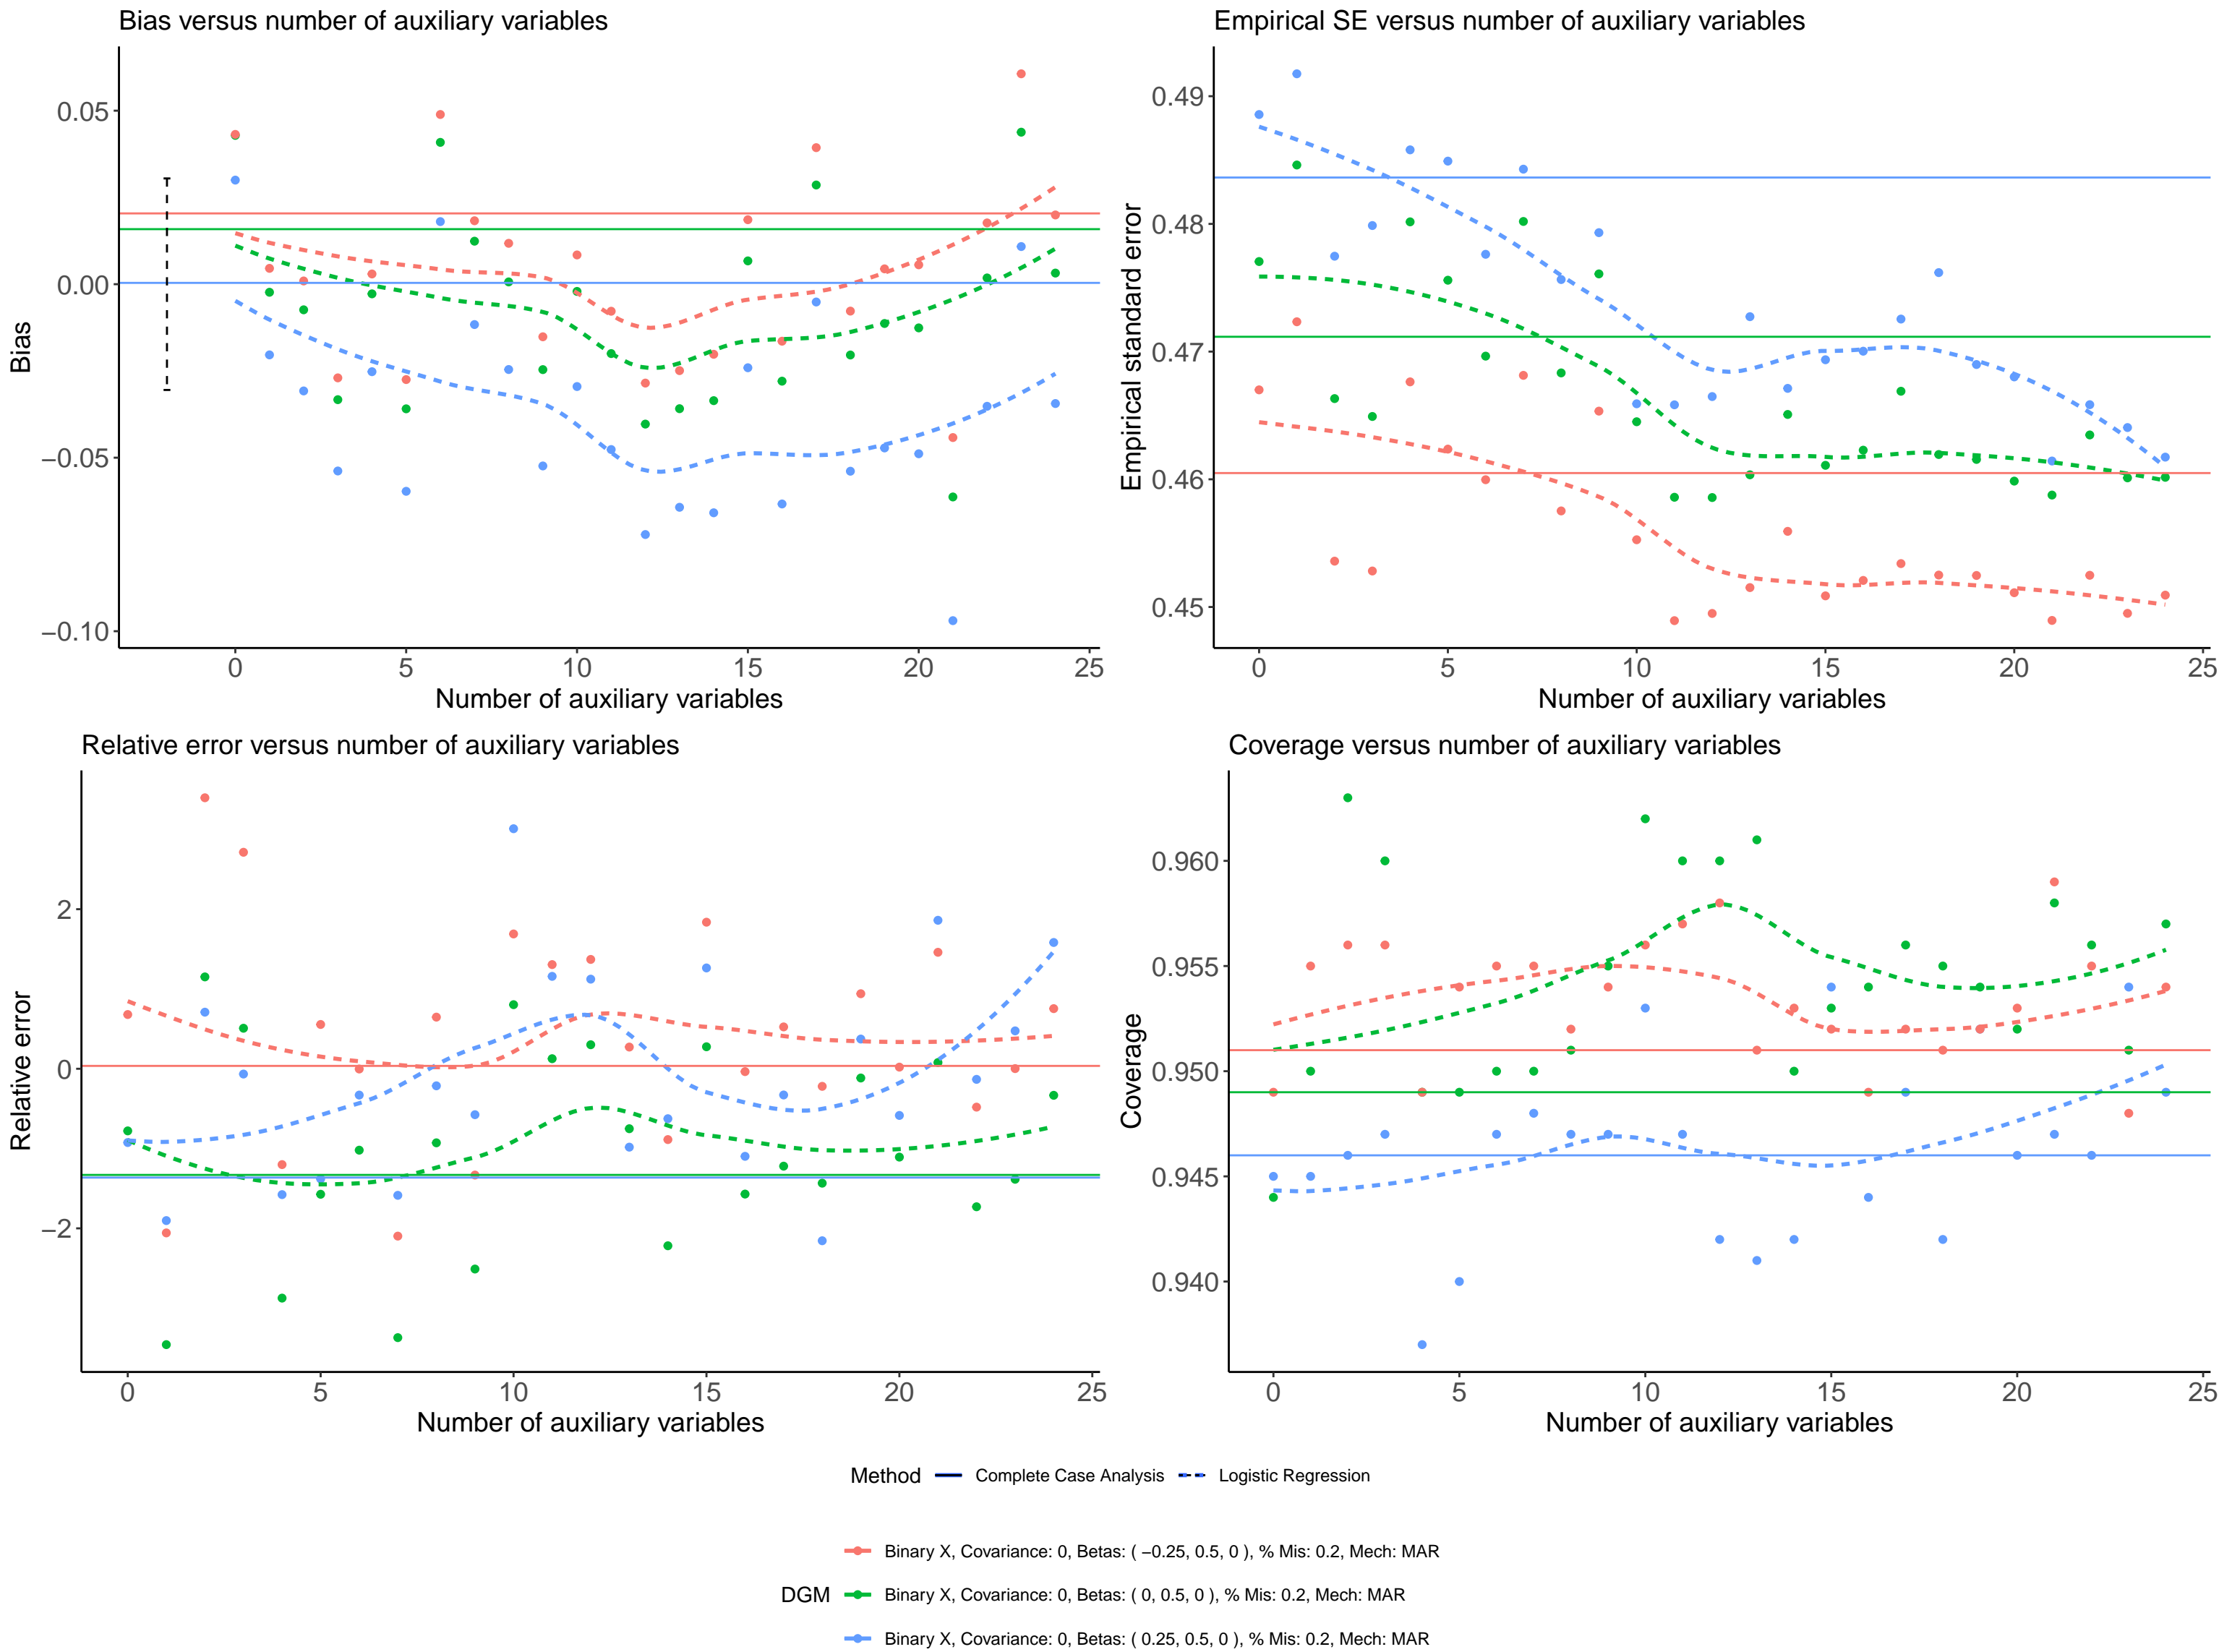 Bias versus number of auxiliary variables
Empirical SE versus number of auxiliary variables
0.05
0.00
−0.05
−0.10
Bias
0 5 10 15 20 25
Number of auxiliary variables
0.49
0.48
0.47
0.46
0.45
Empirical standard error
0 5 10 15 20 25
Number of auxiliary variables
Relative error versus number of auxiliary variables
Coverage versus number of auxiliary variables
2
0
−2
Relative error
0 5 10 15 20 25
Number of auxiliary variables
0.960
0.955
0.950
0.945
0.940
Coverage
0 5 10 15 20 25
Number of auxiliary variables
Method Complete Case Analysis Logistic Regression
Binary X, Covariance: 0, Betas: ( −0.25, 0.5, 0 ), % Mis: 0.2, Mech: MAR
DGM Binary X, Covariance: 0, Betas: ( 0, 0.5, 0 ), % Mis: 0.2, Mech: MAR
Binary X, Covariance: 0, Betas: ( 0.25, 0.5, 0 ), % Mis: 0.2, Mech: MAR